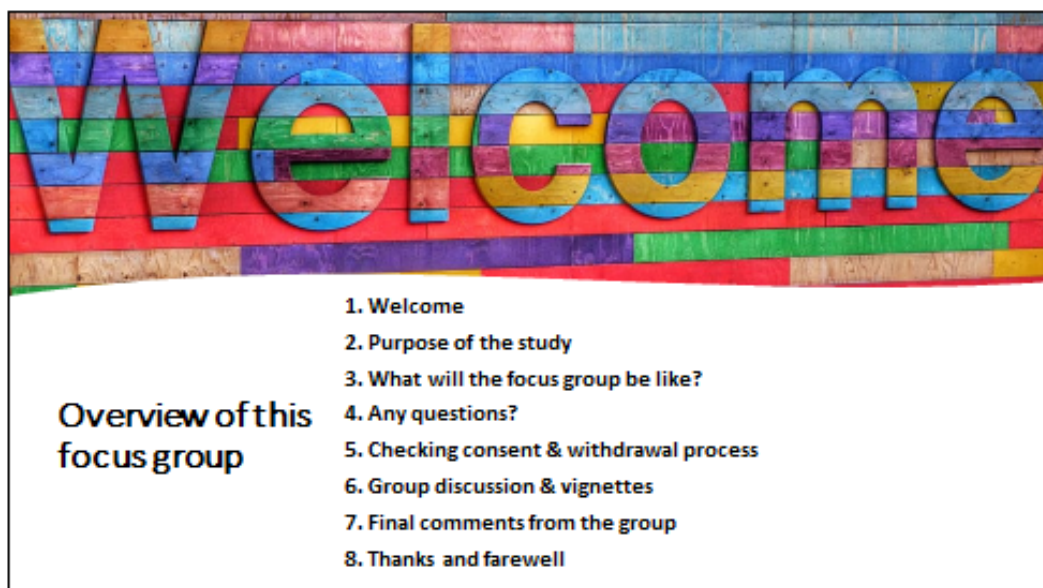 Welcome
Overview of this
focus group
1. Welcome
2. Purpose of the study
3. What will the focus group be like?
4. Any questions?
5. Checking consent & withdrawal process
6. Group discussion & vignettes
7. Final comments from the group
8. Thanks and farewell